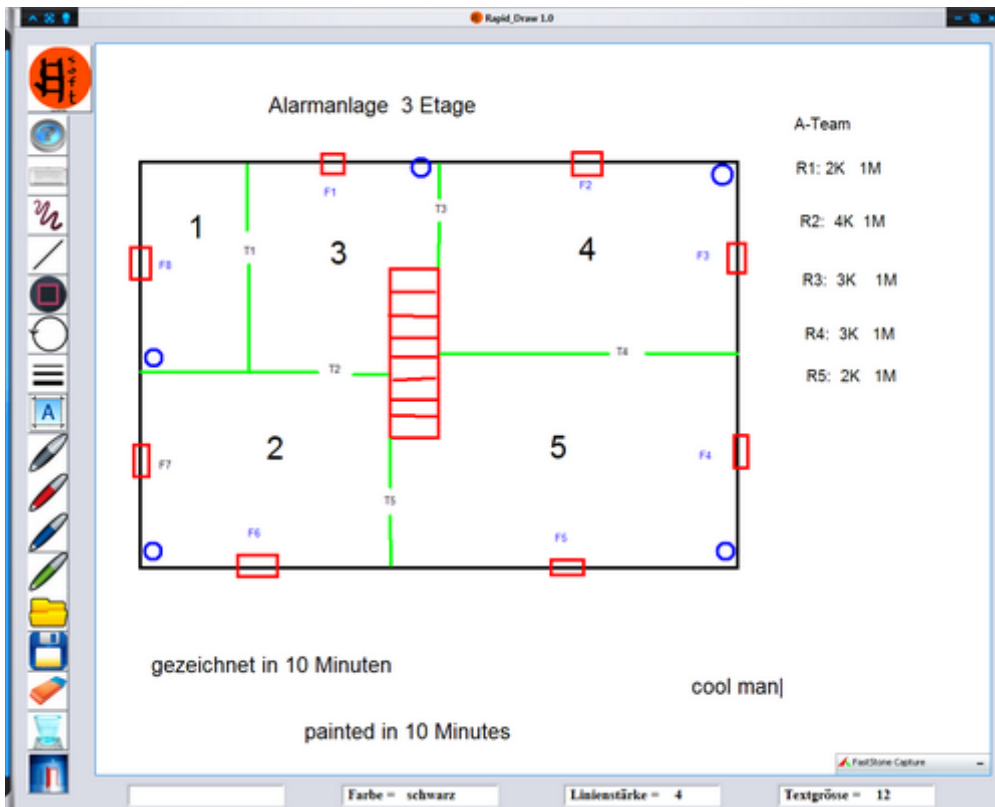 Rapid_Draw 1.0
soft
Alarmanlage 3 Etage
A-Team
R1: 2K 1M
R2: 4K 1M
R3: 3K 1M
R4: 3K 1M
R5: 2K 1M
F1
F2
T3
1
T1
3
4
F8
F3
T2
T4
2
5
F7
F4
T5
F6
F5
A
gezeichnet in 10 Minuten
cool man
painted in 10 Minutes
FastStone Capture
Farbe = schwarz
Linienstärke = 4
Textgrösse = 12